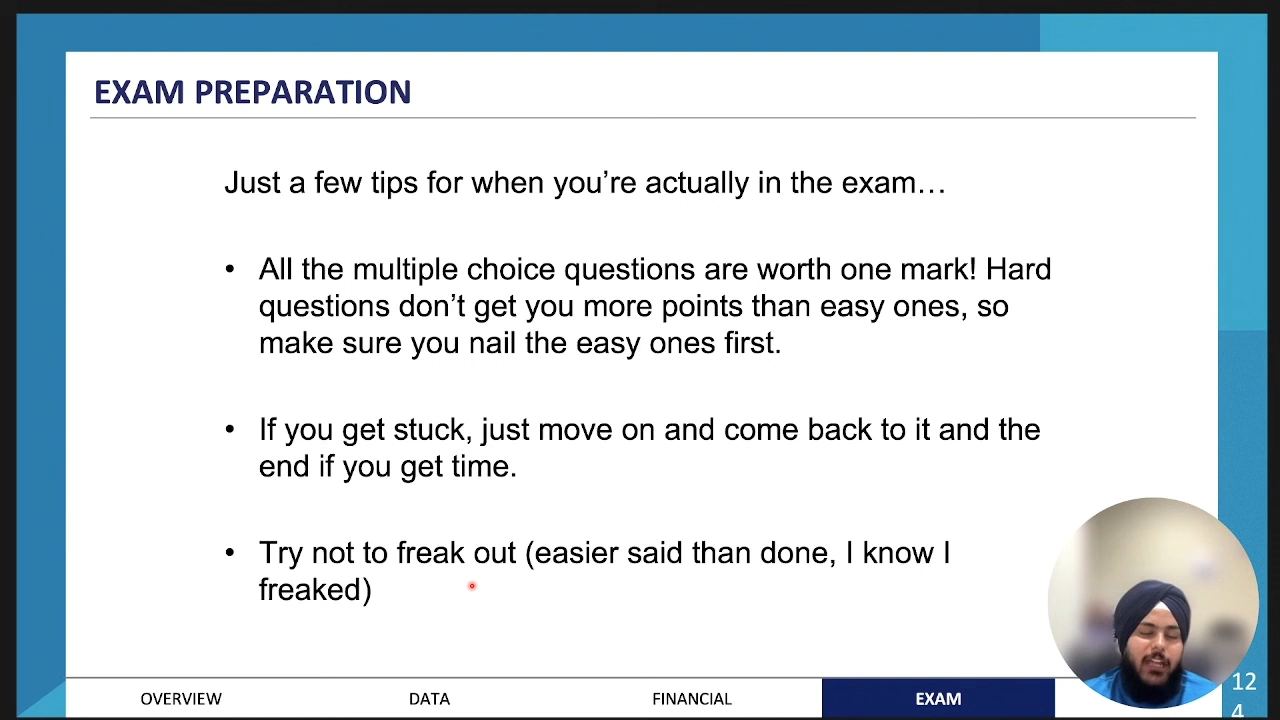 EXAM PREPARATION
Just a few tips for when you’re actually in the exam…
• All the multiple choice questions are worth one mark! Hard
questions don’t get you more points than easy ones, so
make sure you nail the easy ones first.
• If you get stuck, just move on and come back to it and the
end if you get time.
• Try not to freak out (easier said than done, I know I
freaked)
OVERVIEW
DATA
FINANCIAL
EXAM
12
4